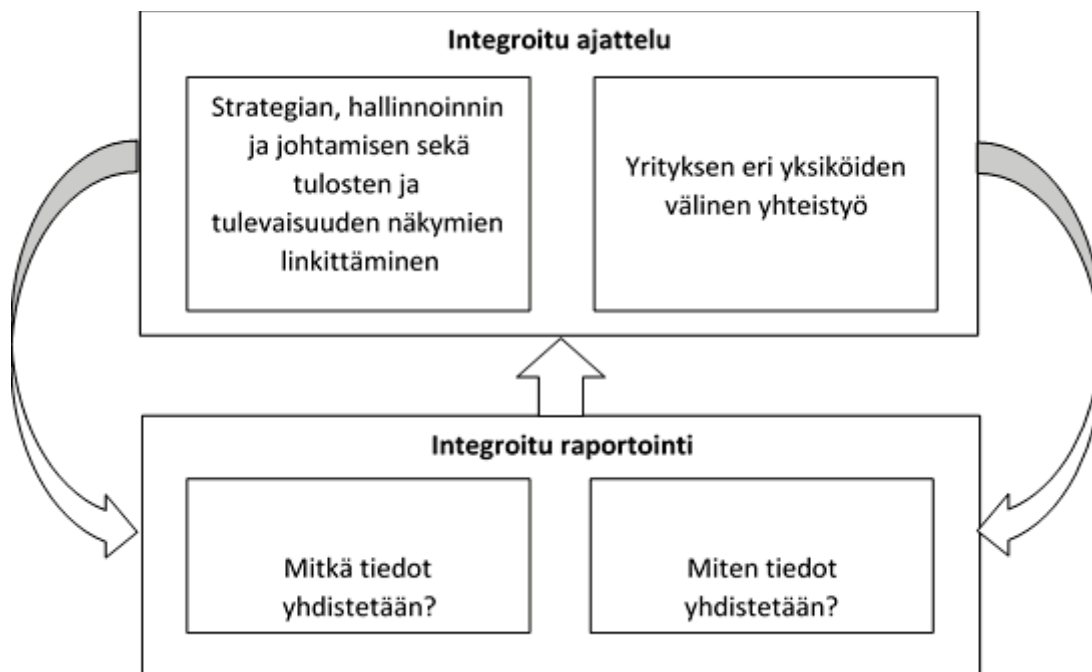 Integroitu ajattelu
Strategian, hallinnoinnin
ja johtamisen sekä
tulosten ja
tulevaisuuden näkymien
linkittäminen
Yrityksen eri yksiköiden
välinen yhteistyö
Integroitu raportointi
Mitkä tiedot
yhdistetään?
Miten tiedot
yhdistetään?